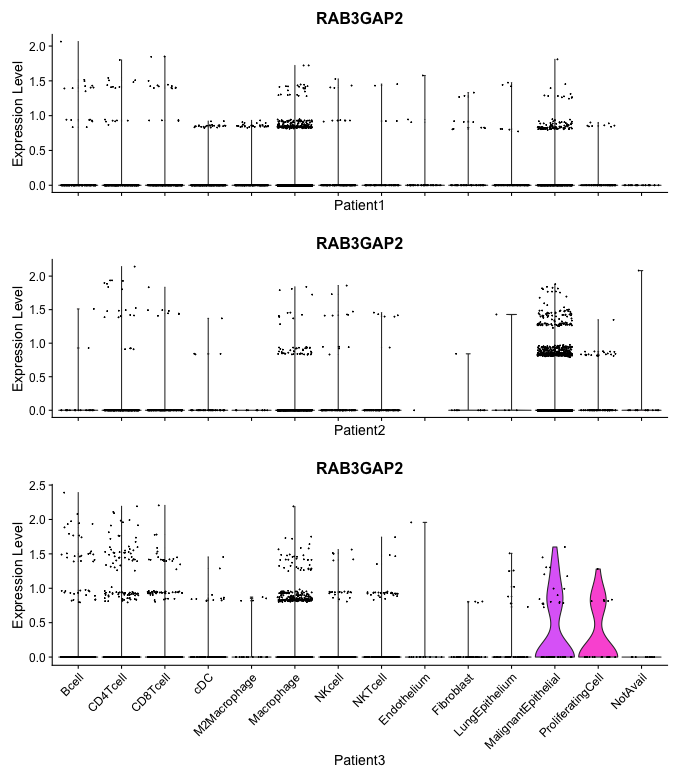 RAB3GAP2
Expression Level
2.0
1.5
1.0
0.5
0.0
Patient1
RAB3GAP2
Expression Level
2.0
1.5
1.0
0.5
0.0
Patient2
RAB3GAP2
Expression Level
2.5
2.0
1.5
1.0
0.5
0.0
Bcell
CD4Tcell
CD8Tcell
cDC
M2Macrophage
Macrophage
NKcell
NKTcell
Endothelium
Fibroblast
LungEpithelium
MalignantEpithelial
ProliferatingCell
NotAvail
Patient3